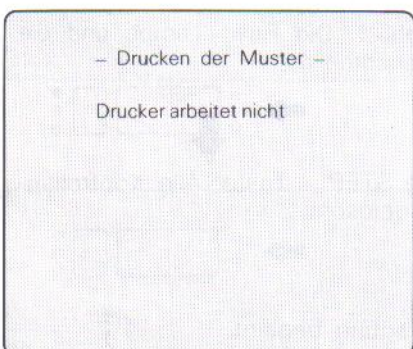 – Drucken der Muster –
Drucker arbeitet nicht